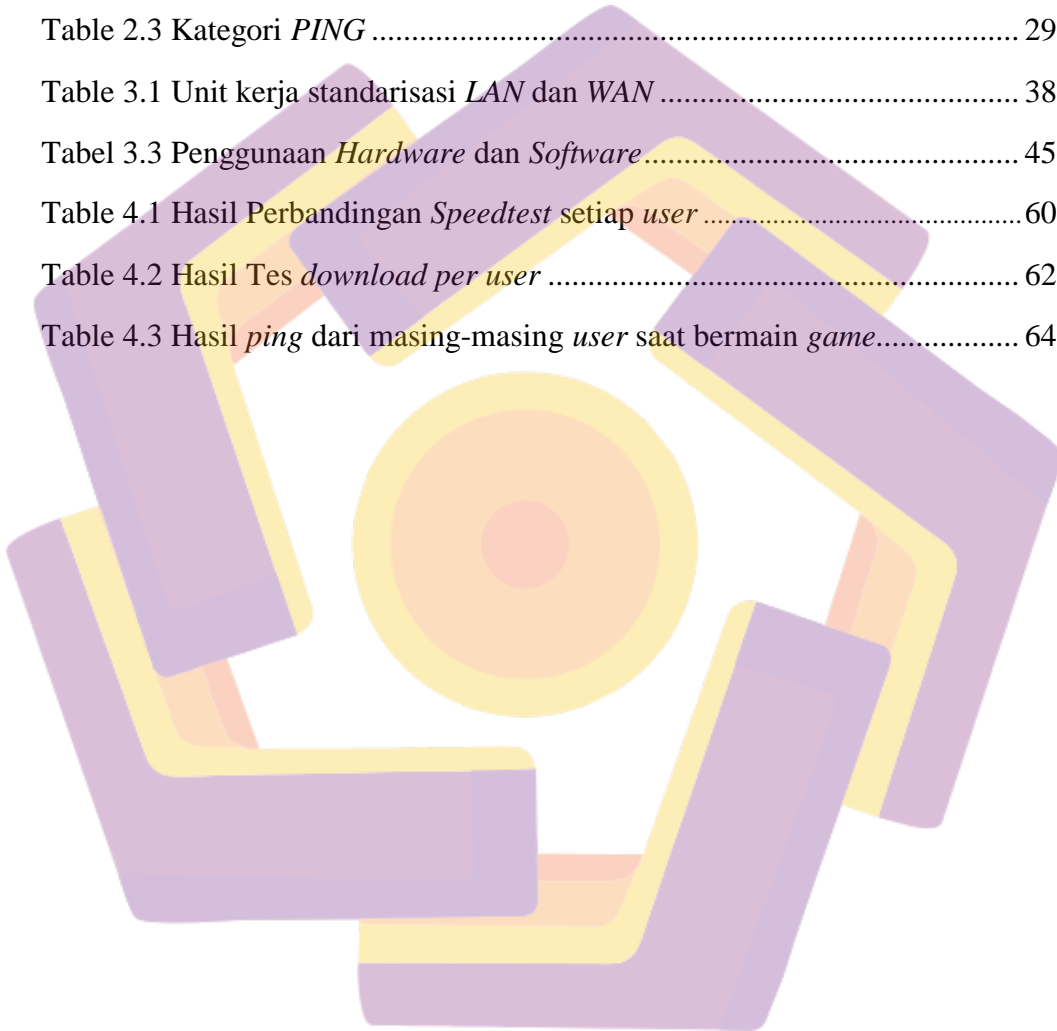 Table 2.3 Kategori PING ................................................................................ 29
Table 3.1 Unit kerja standarisasi LAN dan WAN ............................................ 38
Tabel 3.3 Penggunaan Hardware dan Software............................................... 45
Table 4.1 Hasil Perbandingan Speedtest setiap user ........................................ 60
Table 4.2 Hasil Tes download per user .......................................................... 62
Table 4.3 Hasil ping dari masing-masing user saat bermain game.................. 64